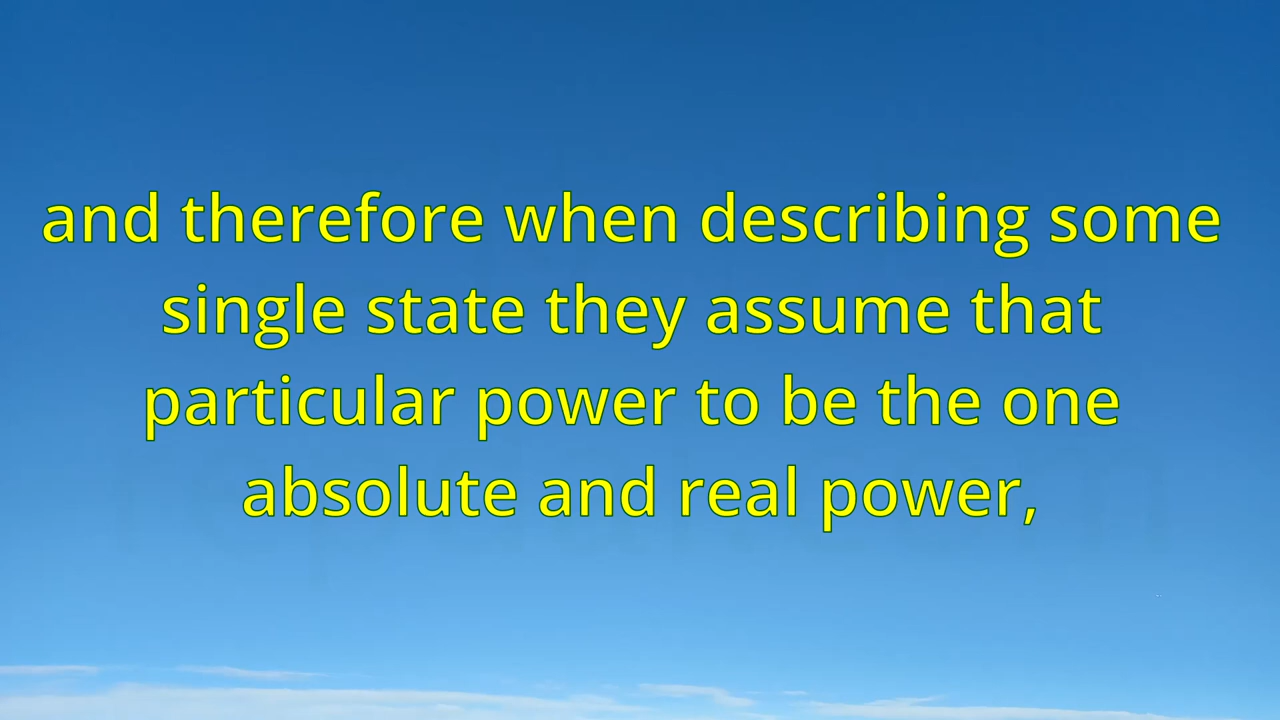 and therefore when describing some
single state they assume that
particular power to be the one
absolute and real power,